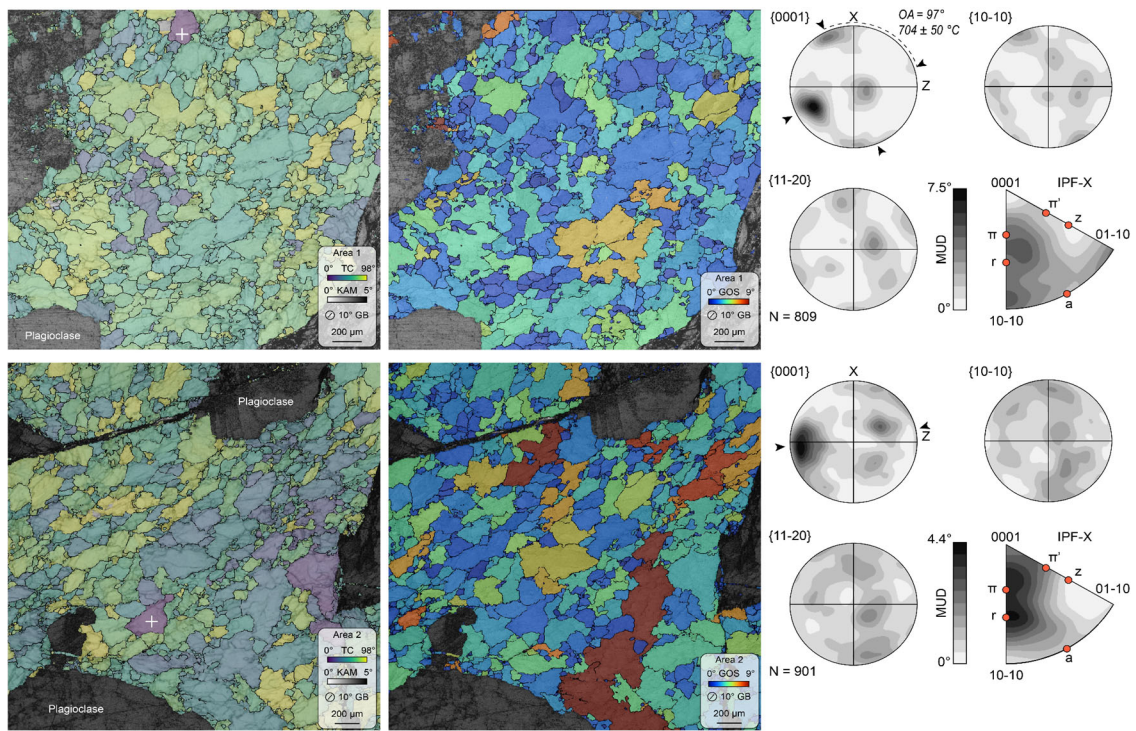 Area 1
0° TC 98°
0° KAM 5°
10° GB
200 µm
Plagioclase
Area 1
0° GOS 9°
10° GB
200 µm
{0001}
X
OA = 97°
704 ± 50 °C
Z
{10-10}
{11-20}
7.5°
MUD
0°
N = 809
0001
IPF-X
π'
z
01-10
π
r
a
10-10
Plagioclase
Area 2
0° TC 98°
0° KAM 5°
10° GB
200 µm
Plagioclase
Area 2
0° GOS 9°
10° GB
200 µm
{0001}
X
Z
{10-10}
{11-20}
4.4°
MUD
0°
N = 901
0001
IPF-X
π'
z
01-10
π
r
a
10-10